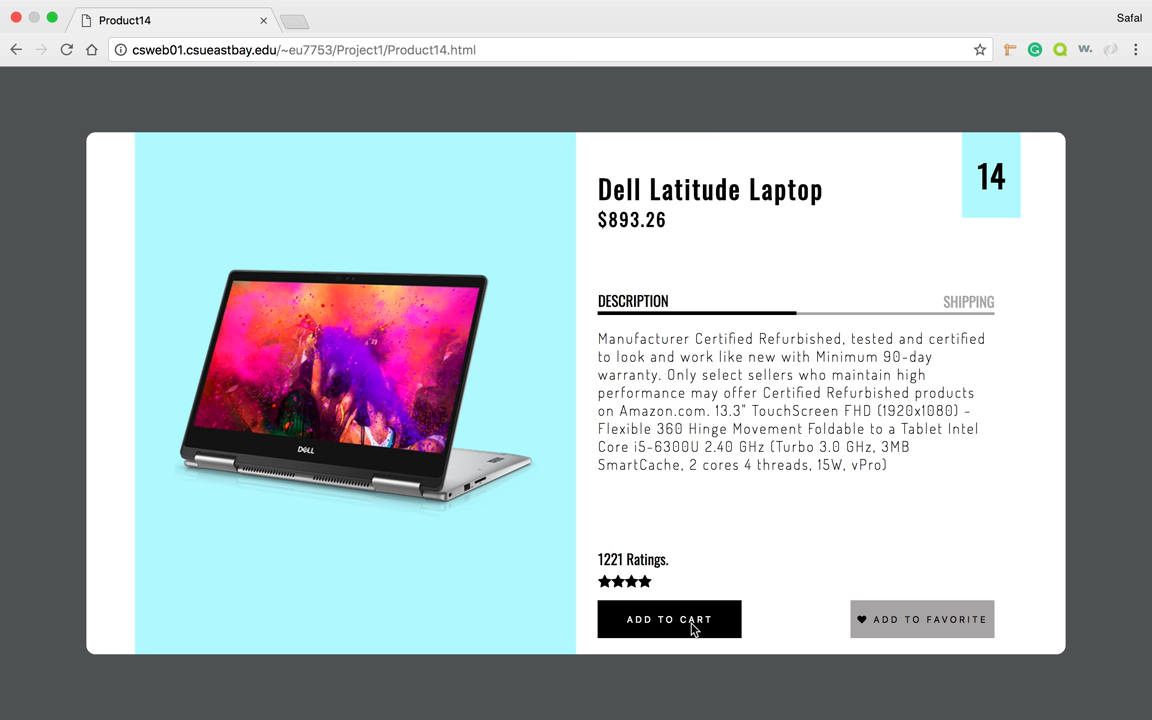 Product14
Safal
csweb01.csueastbay.edu/~eu7753/Project1/Product14.html
w.
14
Dell Latitude Laptop
$893.26
DESCRIPTION
SHIPPING
Manufacturer Certified Refurbished, tested and certified
to look and work like new with Minimum 90-day
warranty. Only select sellers who maintain high
performance may offer Certified Refurbished products
on Amazon.com. 13.3" TouchScreen FHD (1920x1080) -
Flexible 360 Hinge Movement Foldable to a Tablet Intel
Core i5-6300U 2.40 GHz (Turbo 3.0 GHz, 3MB
SmartCache, 2 cores 4 threads, 15W, vPro)
DELL
1221 Ratings.
ADD TO CART
ADD TO FAVORITE